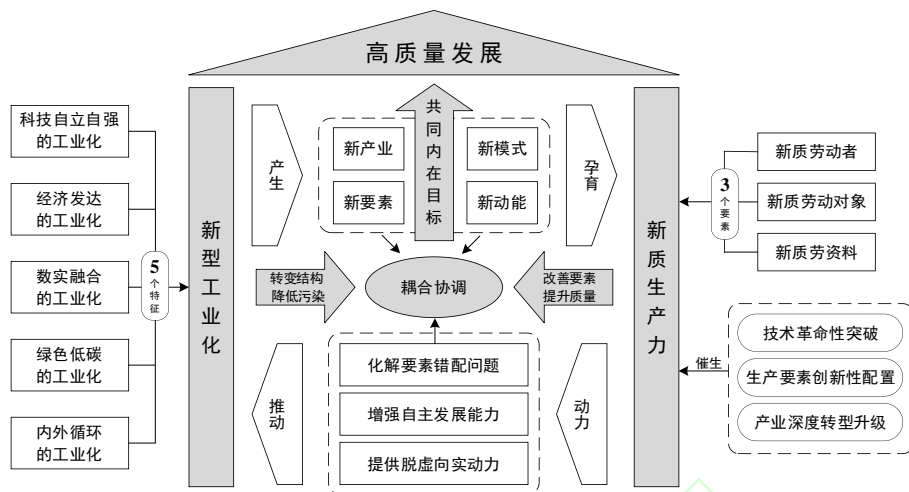 高质量发展
科技自立自强
的工业化
经济发达
的工业化
数实融合
的工业化
绿色低碳
的工业化
内外循环
的工业化
5
个
特
征
新型工业化
产生
新产业
新要素
共同内在目标
新模式
新动能
孕育
转变结构
降低污染
耦合协调
改善要素
提升质量
推动
化解要素错配问题
增强自主发展能力
提供脱虚向实动力
动力
新质生产力
3
个
要
素
新质劳动者
新质劳动对象
新质劳资料
催生
技术革命性突破
生产要素创新性配置
产业深度转型升级